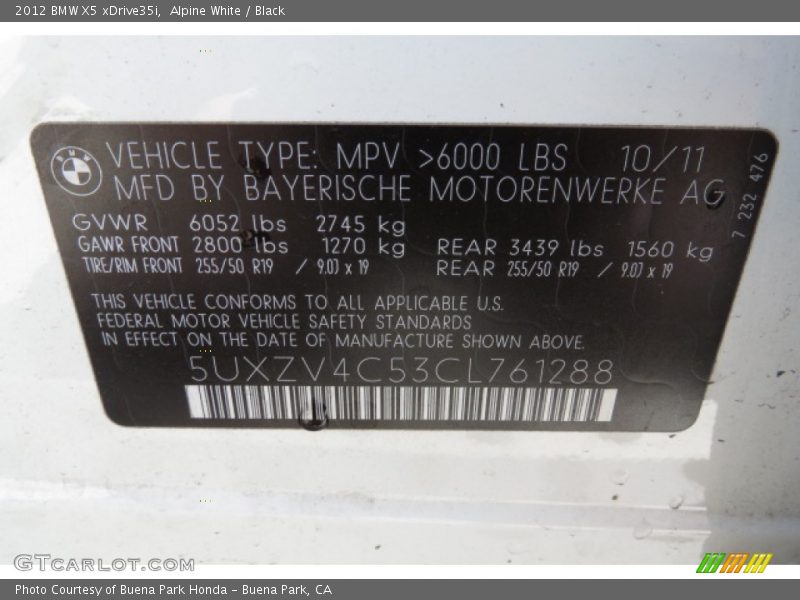 2012 BMW X5 xDrive35i,  Alpine White / Black
BMW VEHICLE TYPE: MPV >6000 LBS 10/11
MFD BY BAYERISCHE MOTORENWERKE AG
GVWR 6052 lbs 2745 kg
GAWR FRONT 2800 lbs 1270 kg REAR 3439 lbs 1560 kg
TIRE/RIM FRONT 255/50 R19 / 9.0J x 19 REAR 255/50 R19 / 9.0J x 19
THIS VEHICLE CONFORMS TO ALL APPLICABLE U.S.
FEDERAL MOTOR VEHICLE SAFETY STANDARDS
IN EFFECT ON THE DATE OF MANUFACTURE SHOWN ABOVE.
5UXZV4C53CL761288
7 232 476
GTCARLOT.COM
Photo Courtesy of Buena Park Honda – Buena Park, CA